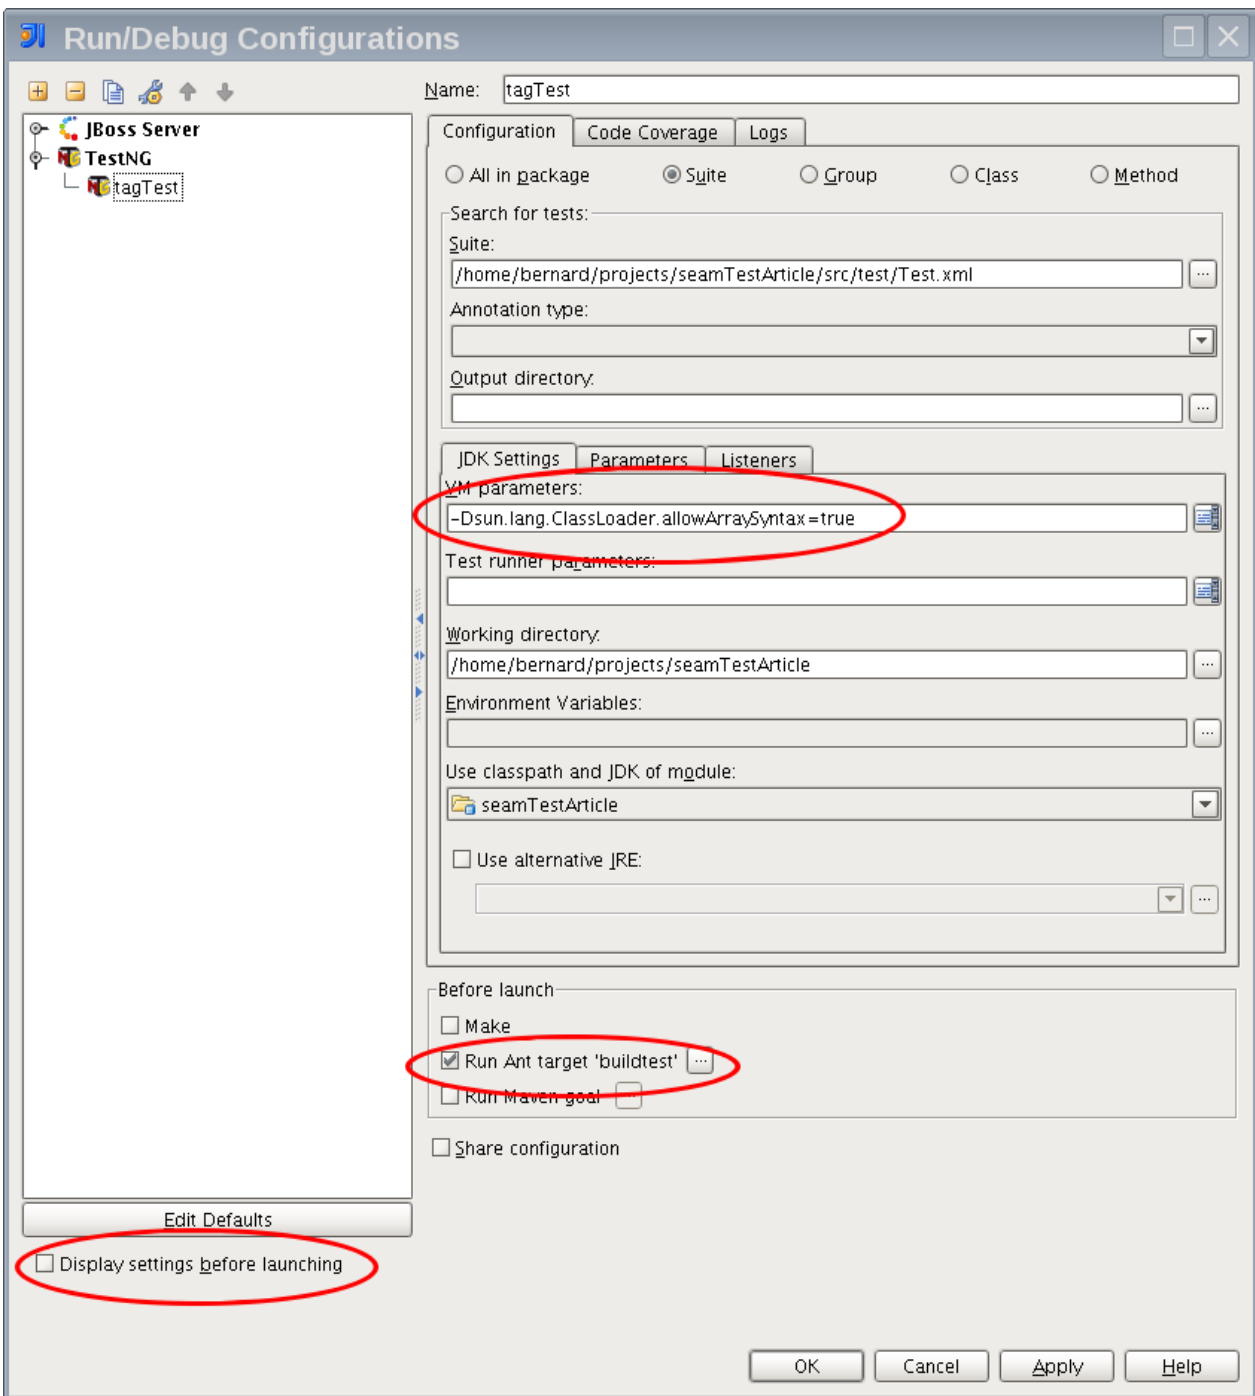 Run/Debug Configurations
Name: tagTest
JBoss Server
TestNG
tagTest
Configuration Code Coverage Logs
All in package Suite Group Class Method
Search for tests:
Suite:
/home/bernard/projects/seamTestArticle/src/test/Test.xml
Annotation type:
Output directory:
JDK Settings Parameters Listeners
VM parameters:
-Dsun.lang.ClassLoader.allowArraySyntax=true
Test runner parameters:
Working directory:
/home/bernard/projects/seamTestArticle
Environment Variables:
Use classpath and JDK of module:
seamTestArticle
Use alternative JRE:
Before launch
Make
Run Ant target 'buildtest'
Run Maven goal
Share configuration
Edit Defaults
Display settings before launching
OK Cancel Apply Help